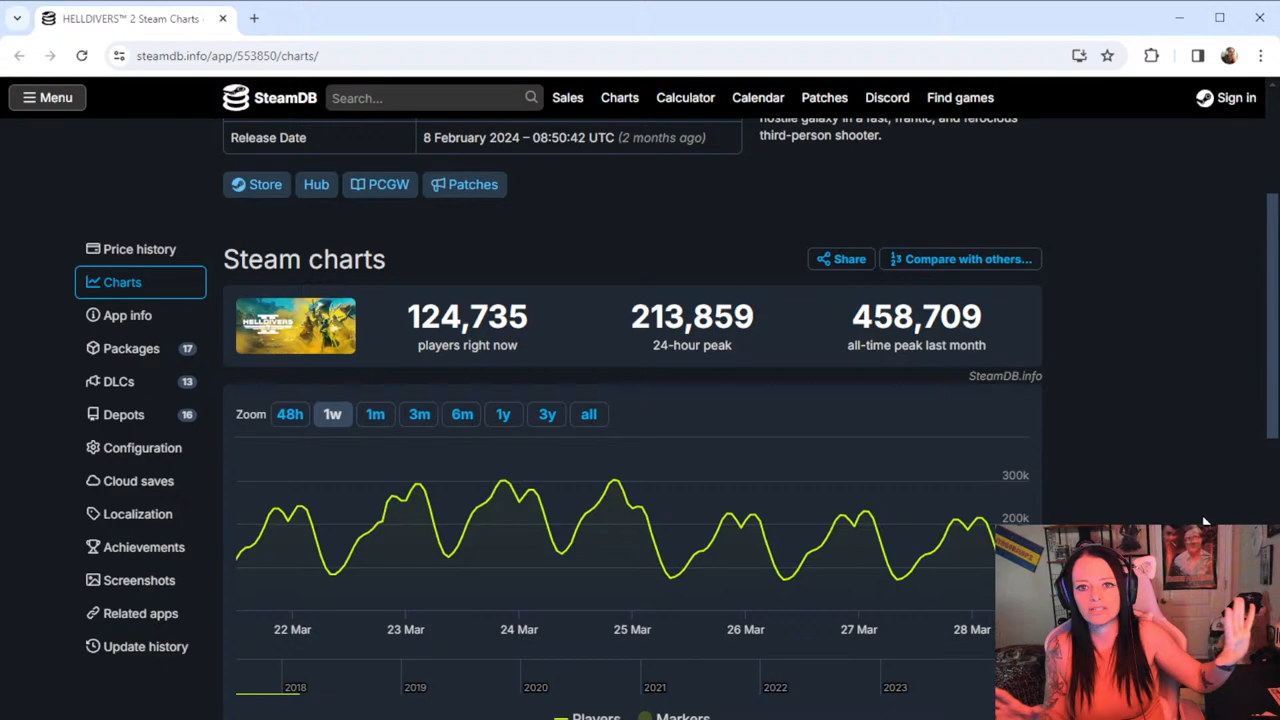 HELLDIVERS™ 2 Steam Charts
steamdb.info/app/553850/charts/
Menu
SteamDB
Search...
Sales
Charts
Calculator
Calendar
Patches
Discord
Find games
Sign in
hostile galaxy in a fast, frantic, and ferocious
third-person shooter.
Release Date
8 February 2024 – 08:50:42 UTC (2 months ago)
Store
Hub
PCGW
Patches
Price history
Charts
App info
Packages 17
DLCs 13
Depots 16
Configuration
Cloud saves
Localization
Achievements
Screenshots
Related apps
Update history
Steam charts
Share
Compare with others...
HELLDIVERS
124,735
players right now
213,859
24-hour peak
458,709
all-time peak last month
SteamDB.info
Zoom 48h 1w 1m 3m 6m 1y 3y all
300k
200k
22 Mar 23 Mar 24 Mar 25 Mar 26 Mar 27 Mar 28 Mar
2018 2019 2020 2021 2022 2023
Players Markers